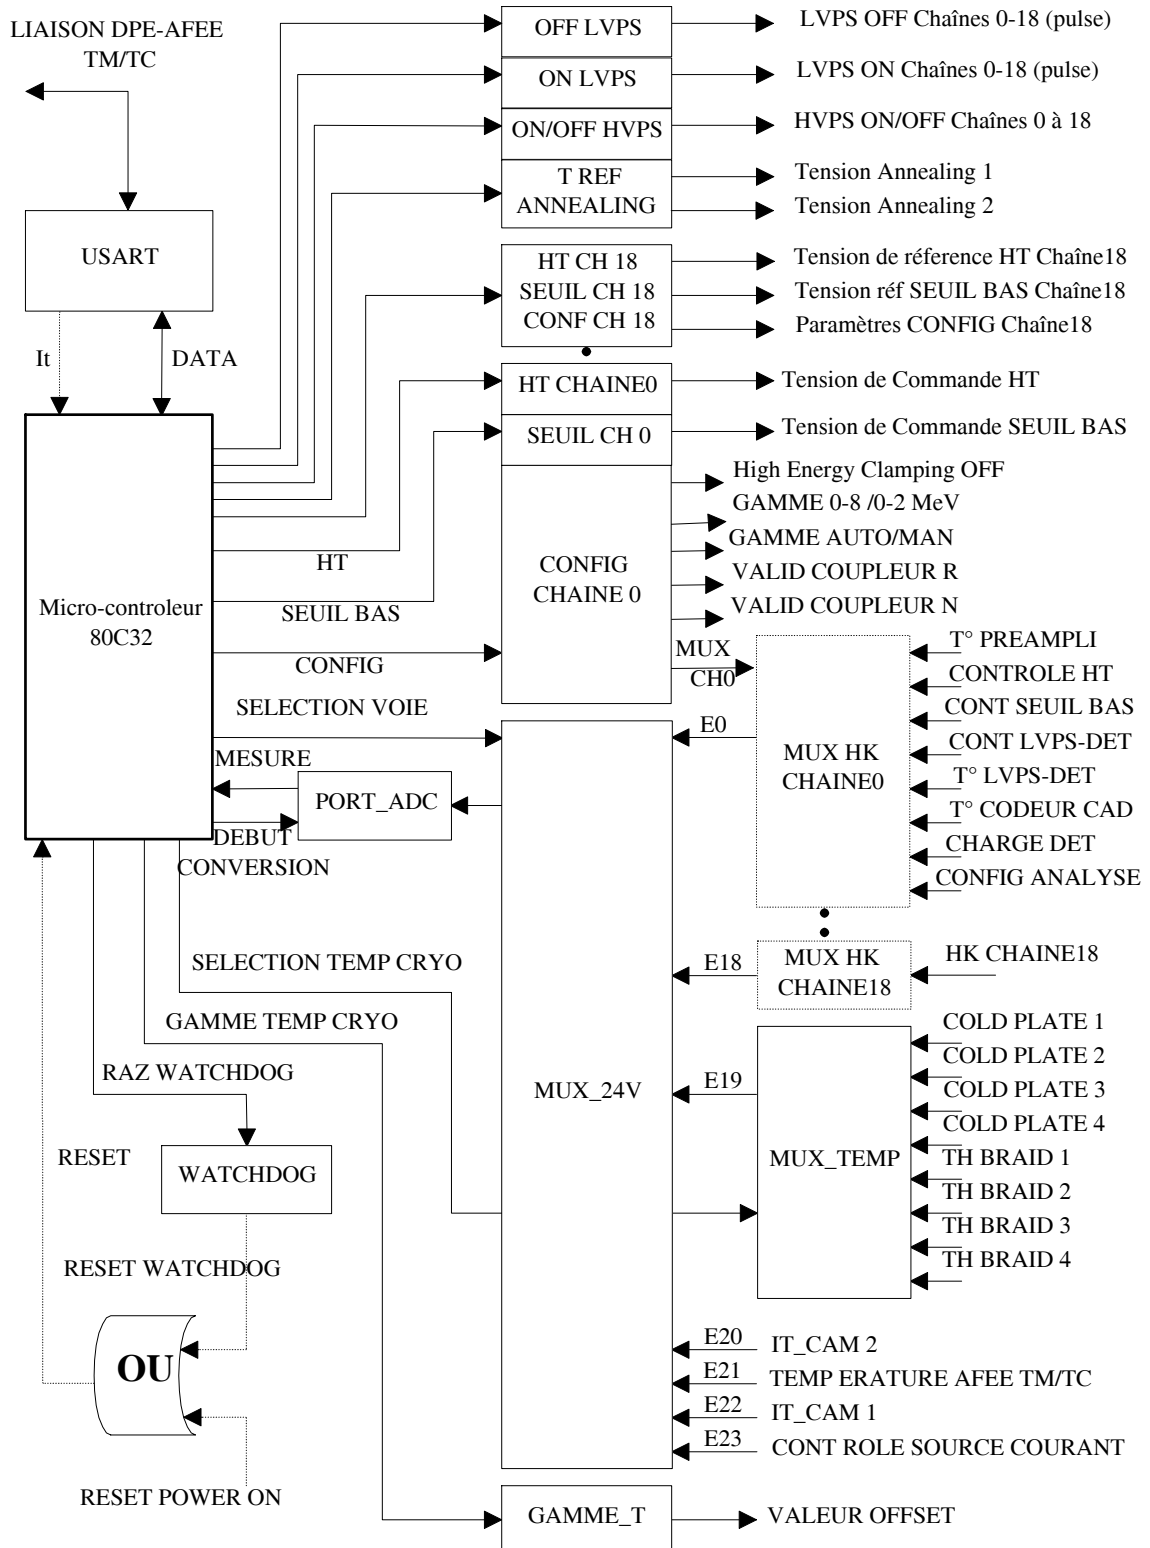 LIAISON DPE-AFEE
TM/TC
OFF LVPS
LVPS OFF Chaînes 0-18 (pulse)
ON LVPS
LVPS ON Chaînes 0-18 (pulse)
ON/OFF HVPS
HVPS ON/OFF Chaînes 0 à 18
T REF
ANNEALING
Tension Annealing 1
Tension Annealing 2
USART
HT CH 18
SEUIL CH 18
CONF CH 18
Tension de réference HT Chaîne18
Tension réf SEUIL BAS Chaîne18
Paramètres CONFIG Chaîne18
It
DATA
HT CHAINE0
Tension de Commande HT
SEUIL CH 0
Tension de Commande SEUIL BAS
High Energy Clamping OFF
GAMME 0-8 /0-2 MeV
GAMME AUTO/MAN
VALID COUPLEUR R
VALID COUPLEUR N
CONFIG
CHAINE 0
MUX
CH0
Micro-controleur
80C32
HT
SEUIL BAS
CONFIG
SELECTION VOIE
MESURE
PORT_ADC
DEBUT
CONVERSION
E0
MUX HK
CHAINE0
T° PREAMPLI
CONTROLE HT
CONT SEUIL BAS
CONT LVPS-DET
T° LVPS-DET
T° CODEUR CAD
CHARGE DET
CONFIG ANALYSE
SELECTION TEMP CRYO
GAMME TEMP CRYO
RAZ WATCHDOG
E18
MUX HK
CHAINE18
HK CHAINE18
MUX_24V
E19
MUX_TEMP
COLD PLATE 1
COLD PLATE 2
COLD PLATE 3
COLD PLATE 4
TH BRAID 1
TH BRAID 2
TH BRAID 3
TH BRAID 4
RESET
WATCHDOG
RESET WATCHDOG
OU
RESET POWER ON
E20
IT_CAM 2
E21
TEMP ERATURE AFEE TM/TC
E22
IT_CAM 1
E23
CONT ROLE SOURCE COURANT
GAMME_T
VALEUR OFFSET